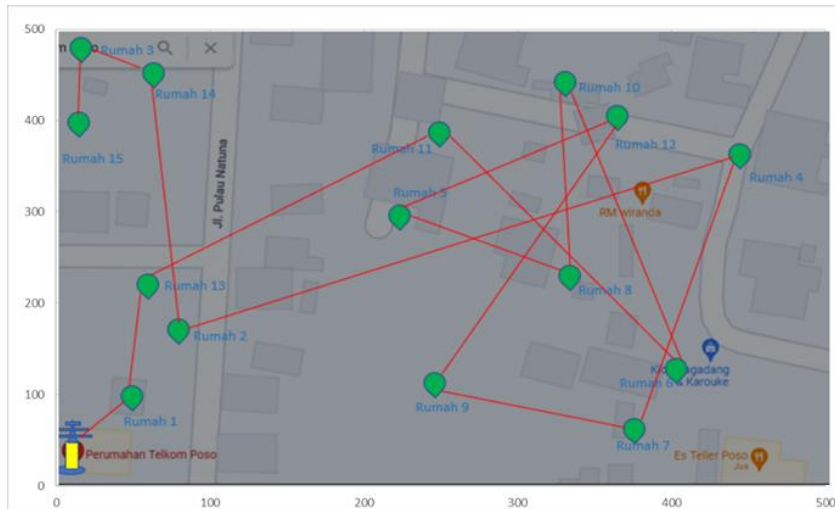 500
Rumah 3
Rumah 14
Rumah 10
400
Rumah 12
Rumah 15
Rumah 11
Rumah 4
Jl. Pulau Natuna
Rumah 5
RM wiranda
300
Rumah 13
Rumah 8
200
Rumah 2
Rumah 6
& Karouke
100
Rumah 9
Rumah 1
Rumah 7
Perumahan Telkom Poso
Es Teller Poso
Jus
0
0 100 200 300 400 500